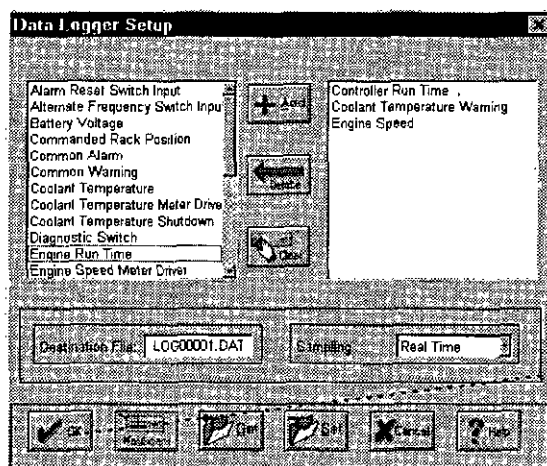 Data Logger Setup
Alarm Reset Switch Input
Alternate Frequency Switch Inpu
Battery Voltage
Commanded Rack Position
Common Alarm
Common Warning
Coolant Temperature
Coolant Temperature Meter Drive
Coolant Temperature Shutdown
Diagnostic Switch
Engine Run Time
Engine Speed Meter Driver
Add
Delete
Clear
Controller Run Time
Coolant Temperature Warning
Engine Speed
Destination File: LOG00001.DAT
Sampling Real Time
OK Get Set Cancel Help